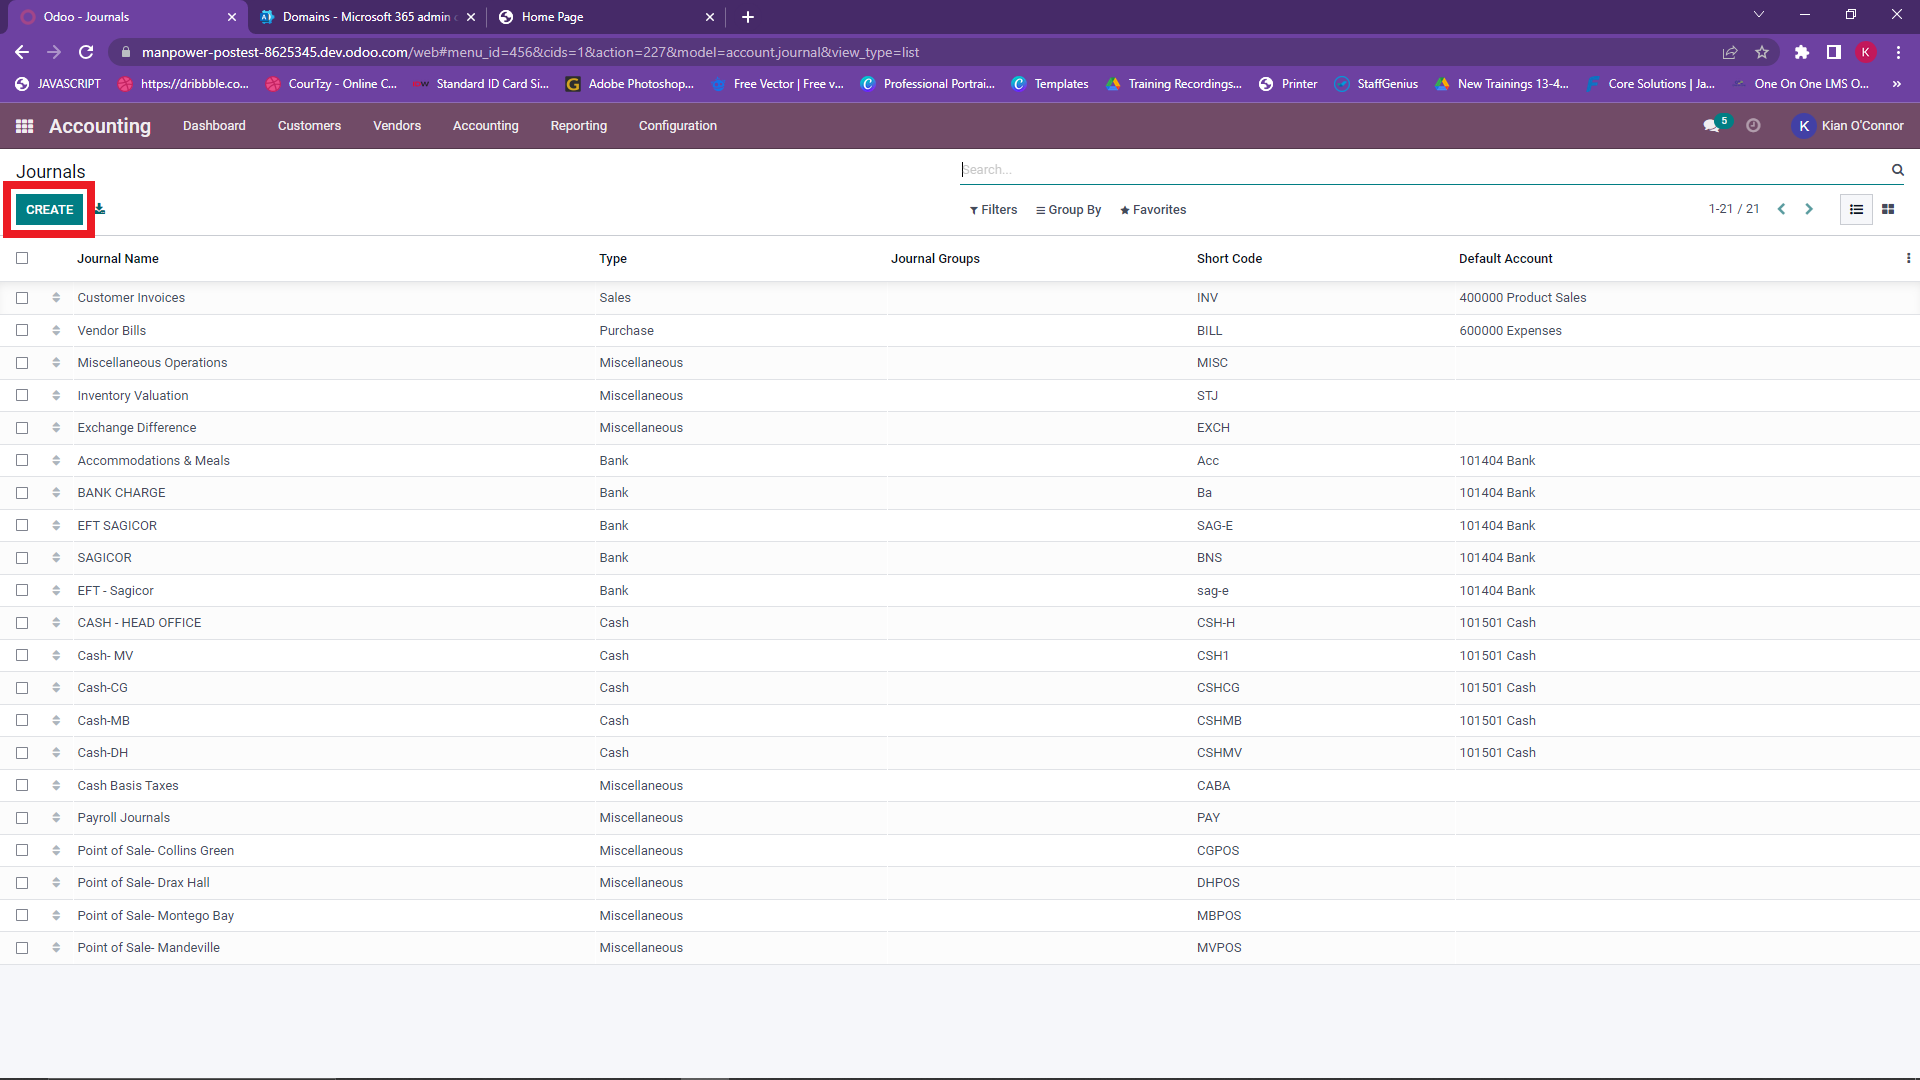 Odoo - Journals
Domains - Microsoft 365 admin c
Home Page
manpower-postest-8625345.dev.odoo.com/web#menu_id=456&cids=1&action=227&model=account.journal&view_type=list
K
JAVASCRIPT
https://dribbble.co...
CourTzy - Online C...
Standard ID Card Si...
Adobe Photoshop...
Free Vector | Free v...
Professional Portrai...
Templates
Training Recordings...
Printer
StaffGenius
New Trainings 13-4...
Core Solutions | Ja...
One On One LMS O...
»
Accounting Dashboard Customers Vendors Accounting Reporting Configuration 5 K Kian O'Connor
Journals
Search...
CREATE
Filters Group By Favorites
1-21 / 21
Journal Name Type Journal Groups Short Code Default Account
Customer Invoices Sales INV 400000 Product Sales
Vendor Bills Purchase BILL 600000 Expenses
Miscellaneous Operations Miscellaneous MISC
Inventory Valuation Miscellaneous STJ
Exchange Difference Miscellaneous EXCH
Accommodations & Meals Bank Acc 101404 Bank
BANK CHARGE Bank Ba 101404 Bank
EFT SAGICOR Bank SAG-E 101404 Bank
SAGICOR Bank BNS 101404 Bank
EFT - Sagicor Bank sag-e 101404 Bank
CASH - HEAD OFFICE Cash CSH-H 101501 Cash
Cash- MV Cash CSH1 101501 Cash
Cash-CG Cash CSHCG 101501 Cash
Cash-MB Cash CSHMB 101501 Cash
Cash-DH Cash CSHMV 101501 Cash
Cash Basis Taxes Miscellaneous CABA
Payroll Journals Miscellaneous PAY
Point of Sale- Collins Green Miscellaneous CGPOS
Point of Sale- Drax Hall Miscellaneous DHPOS
Point of Sale- Montego Bay Miscellaneous MBPOS
Point of Sale- Mandeville Miscellaneous MVPOS